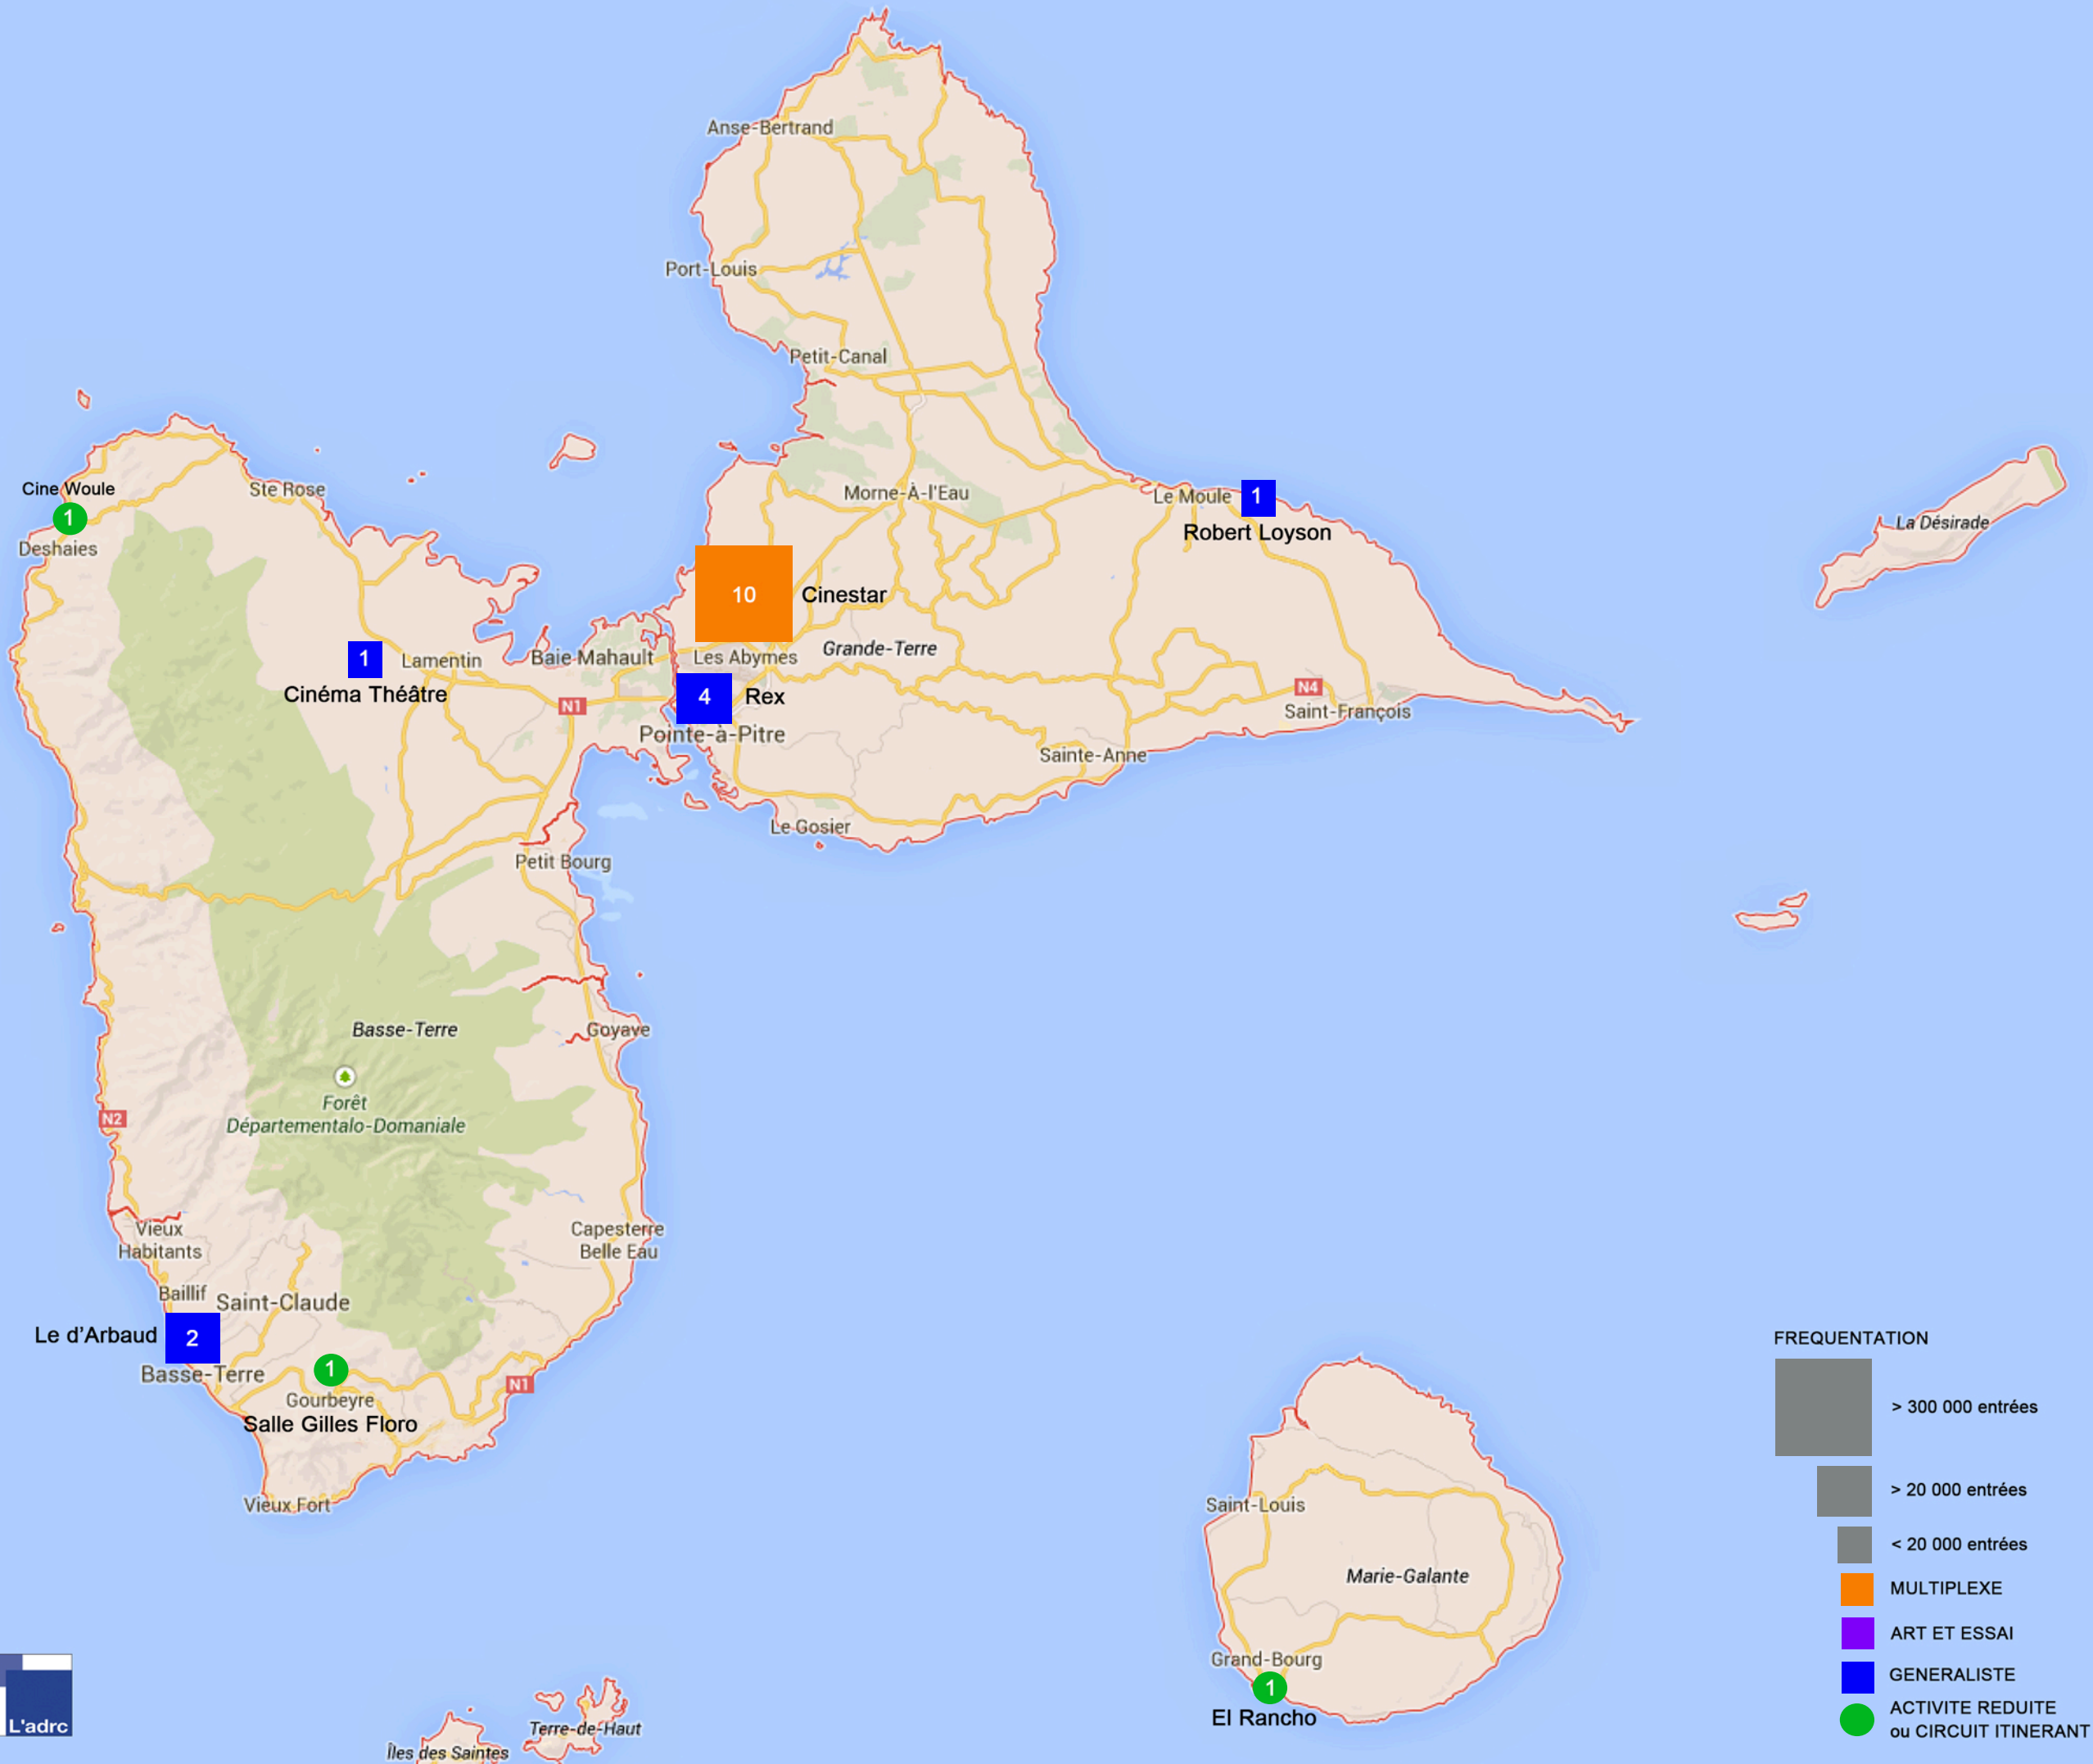 Anse-Bertrand
Port-Louis
Petit-Canal
Cine Woule
1
Deshaies
Ste Rose
Morne-À-l'Eau
Le Moule
1
Robert Loyson
La Désirade
10
Cinestar
Grande-Terre
1
Lamentin
Cinéma Théâtre
Baie Mahault
Les Abymes
N1
4
Rex
Pointe-à-Pitre
N4
Saint-François
Sainte-Anne
Le Gosier
Petit Bourg
Basse-Terre
Goyave
Forêt
Départementalo-Domaniale
N2
Vieux
Habitants
Capesterre
Belle Eau
Baillif
Saint-Claude
Le d'Arbaud
2
Basse-Terre
1
Gourbeyre
Salle Gilles Floro
N1
Vieux Fort
Saint-Louis
Marie-Galante
Grand-Bourg
1
El Rancho
Terre-de-Haut
Îles des Saintes
L'adrc
FREQUENTATION
> 300 000 entrées
> 20 000 entrées
< 20 000 entrées
MULTIPLEXE
ART ET ESSAI
GENERALISTE
ACTIVITE REDUITE
ou CIRCUIT ITINERANT